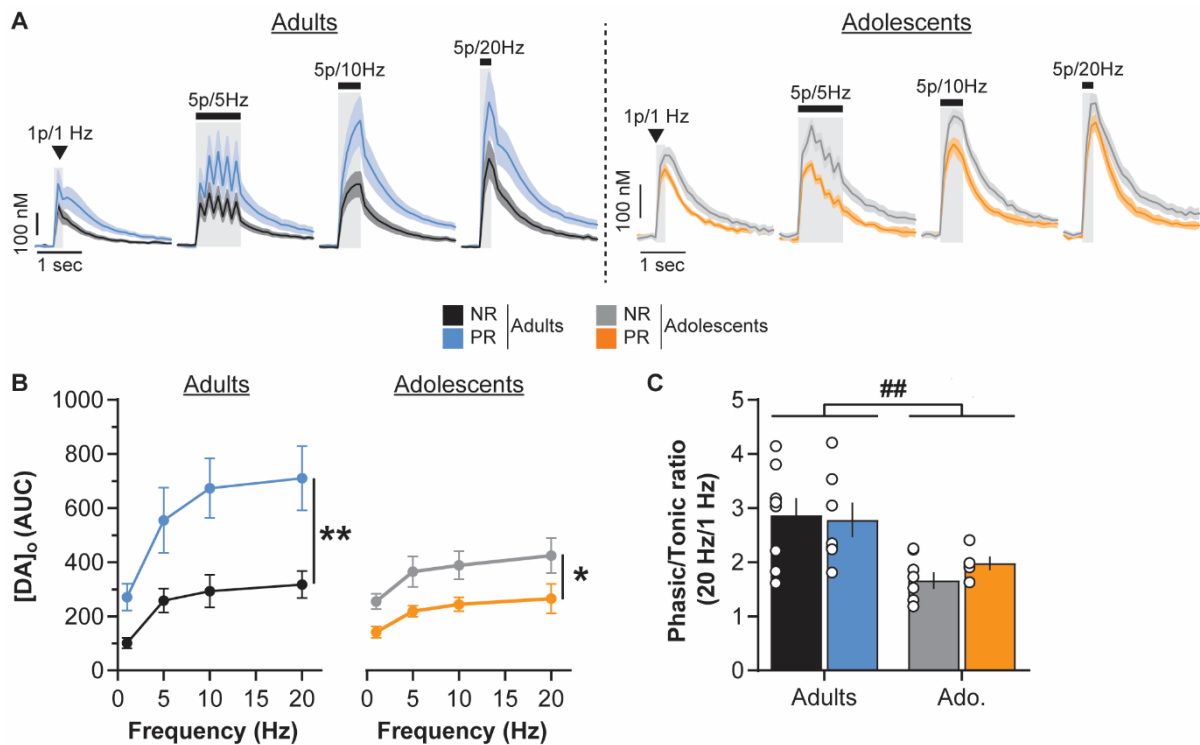 A
Adults
Adolescents
1p/1 Hz
5p/5Hz
5p/10Hz
5p/20Hz
100 nM
1 sec
1p/1 Hz
5p/5Hz
5p/10Hz
5p/20Hz
100 nM
1 sec
NR
PR
Adults
NR
PR
Adolescents
B
Adults
Adolescents
[DA]o (AUC)
1000
800
600
400
200
0
**
*
0 5 10 15 20
0 5 10 15 20
Frequency (Hz)
Frequency (Hz)
C
##
Phasic/Tonic ratio
(20 Hz/1 Hz)
5
4
3
2
1
0
Adults
Ado.